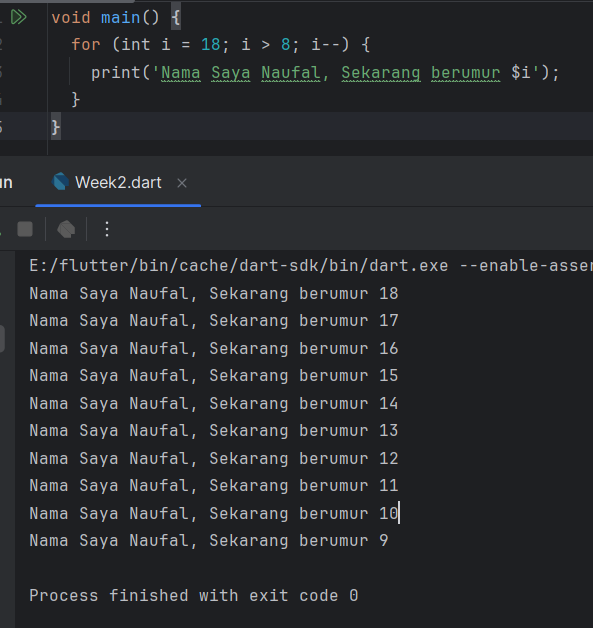 void main() {
for (int i = 18; i > 8; i--) {
print('Nama Saya Naufal, Sekarang berumur $i');
}
5 }
un Week2.dart
E:/flutter/bin/cache/dart-sdk/bin/dart.exe --enable-asser
Nama Saya Naufal, Sekarang berumur 18
Nama Saya Naufal, Sekarang berumur 17
Nama Saya Naufal, Sekarang berumur 16
Nama Saya Naufal, Sekarang berumur 15
Nama Saya Naufal, Sekarang berumur 14
Nama Saya Naufal, Sekarang berumur 13
Nama Saya Naufal, Sekarang berumur 12
Nama Saya Naufal, Sekarang berumur 11
Nama Saya Naufal, Sekarang berumur 10
Nama Saya Naufal, Sekarang berumur 9
Process finished with exit code 0